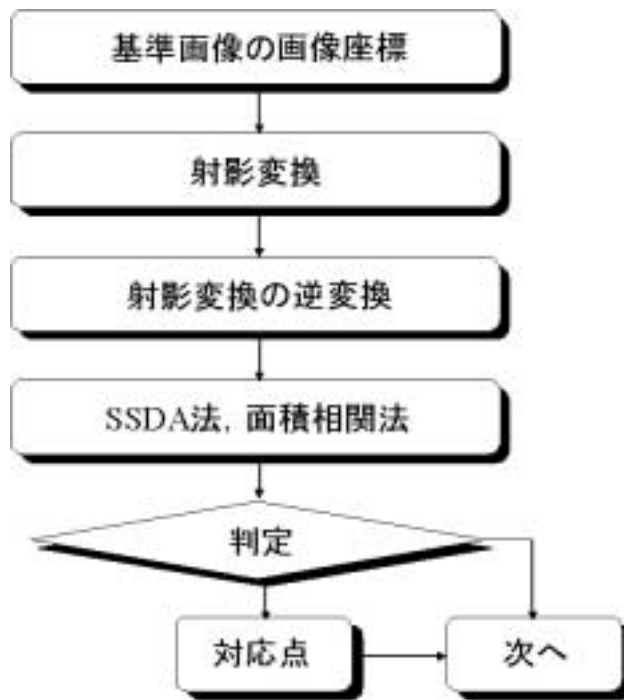 基準画像の画像座標
射影変換
射影変換の逆変換
SSDA法, 面積相関法
判定
対応点
次へ